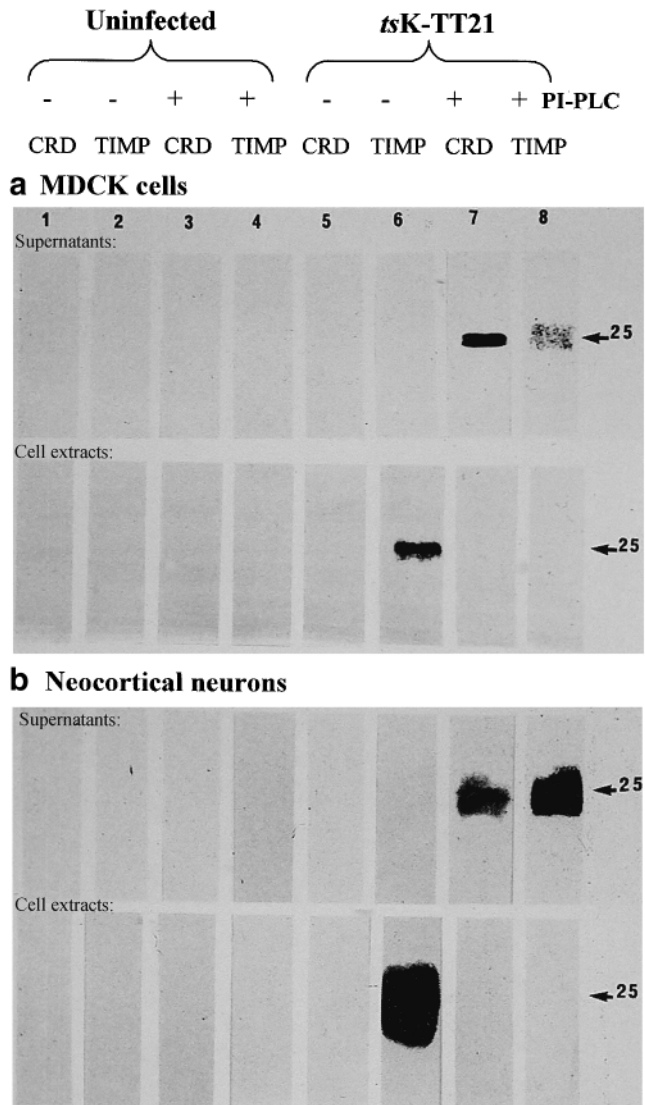 Uninfected tsK-TT21
- - + + - - + + PI-PLC
CRD TIMP CRD TIMP CRD TIMP CRD TIMP
a MDCK cells
1 2 3 4 5 6 7 8
Supernatants:
25
Cell extracts:
25
b Neocortical neurons
Supernatants:
25
Cell extracts:
25